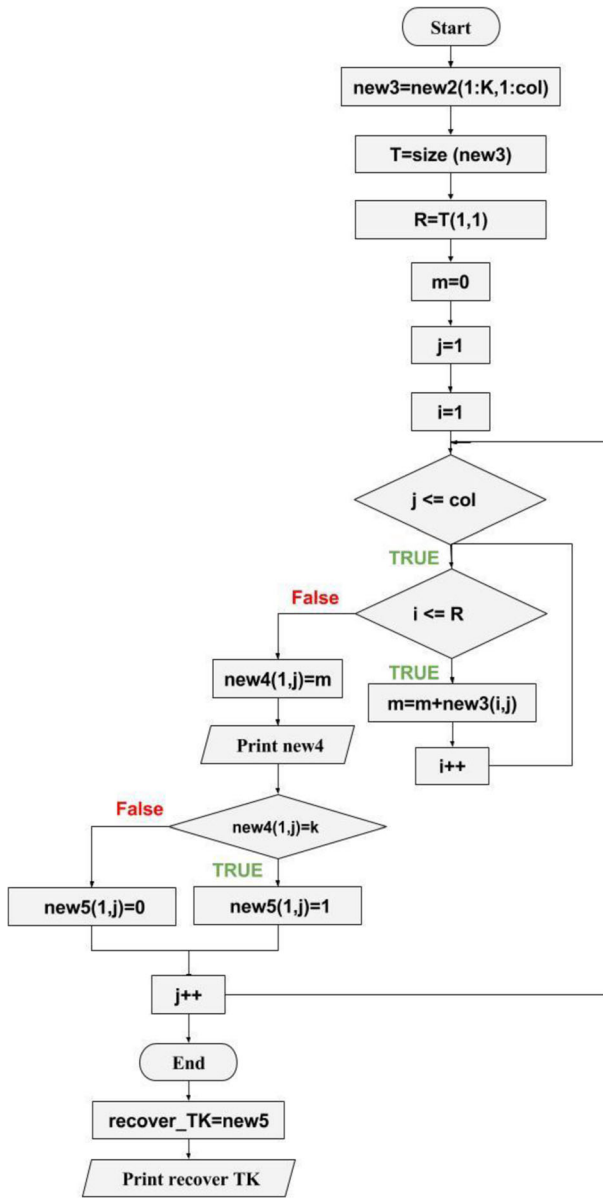 Start
new3=new2(1:K,1:col)
T=size (new3)
R=T(1,1)
m=0
j=1
i=1
j <= col
TRUE
i <= R
False
TRUE
new4(1,j)=m
m=m+new3(i,j)
Print new4
i++
new4(1,j)=k
False
TRUE
new5(1,j)=0
new5(1,j)=1
j++
End
recover_TK=new5
Print recover TK